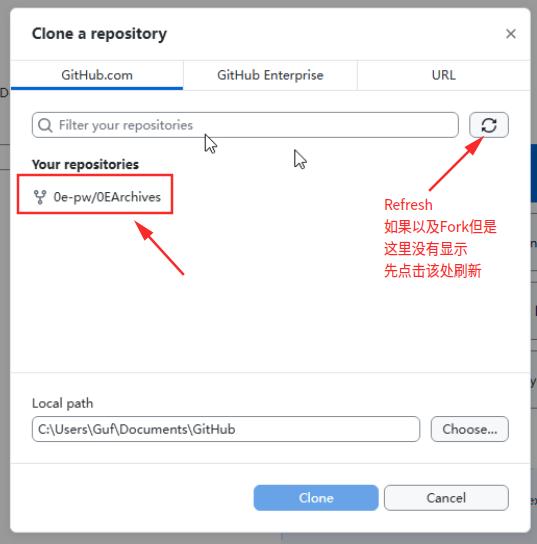 Clone a repository
GitHub.com
GitHub Enterprise
URL
Filter your repositories
Your repositories
0e-pw/0EArchives
Refresh
如果以及Fork但是
这里没有显示
先点击该处刷新
Local path
C:\Users\Guf\Documents\GitHub
Choose...
Clone
Cancel